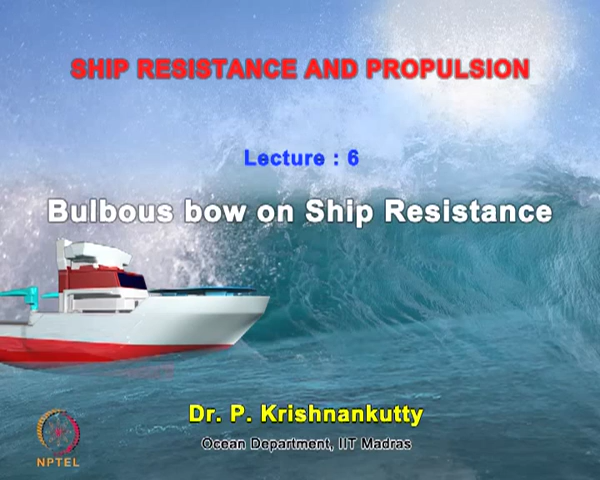 SHIP RESISTANCE AND PROPULSION
Lecture : 6
Bulbous bow on Ship Resistance
Dr. P. Krishnankutty
Ocean Department, IIT Madras
NPTEL